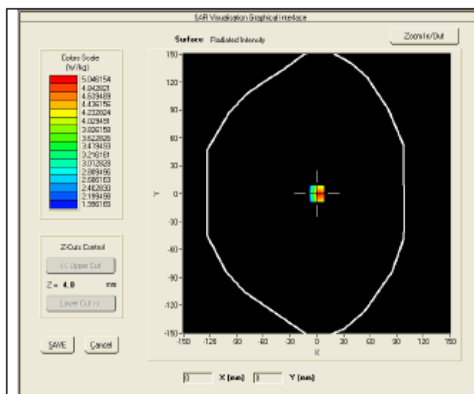 SAR Visualisation Graphical Interface
Surface Radiated Intensity
Zoom In/Out
Colors Scale
(W/kg)
5.046154
4.842821
4.639489
4.436156
4.232824
4.029491
3.826159
3.622826
3.419493
3.216161
3.012828
2.809496
2.606163
2.402830
2.199498
1.996165
150
120
90
60
30
0
-30
-60
-90
-120
-150
Y
-150 -120 -90 -60 -30 0 30 60 90 120 150
X
Z-Cuts Control
<< Upper Cut
Z = 4.0 mm
Lower Cut >>
SAVE Cancel
0 X (mm) 0 Y (mm)